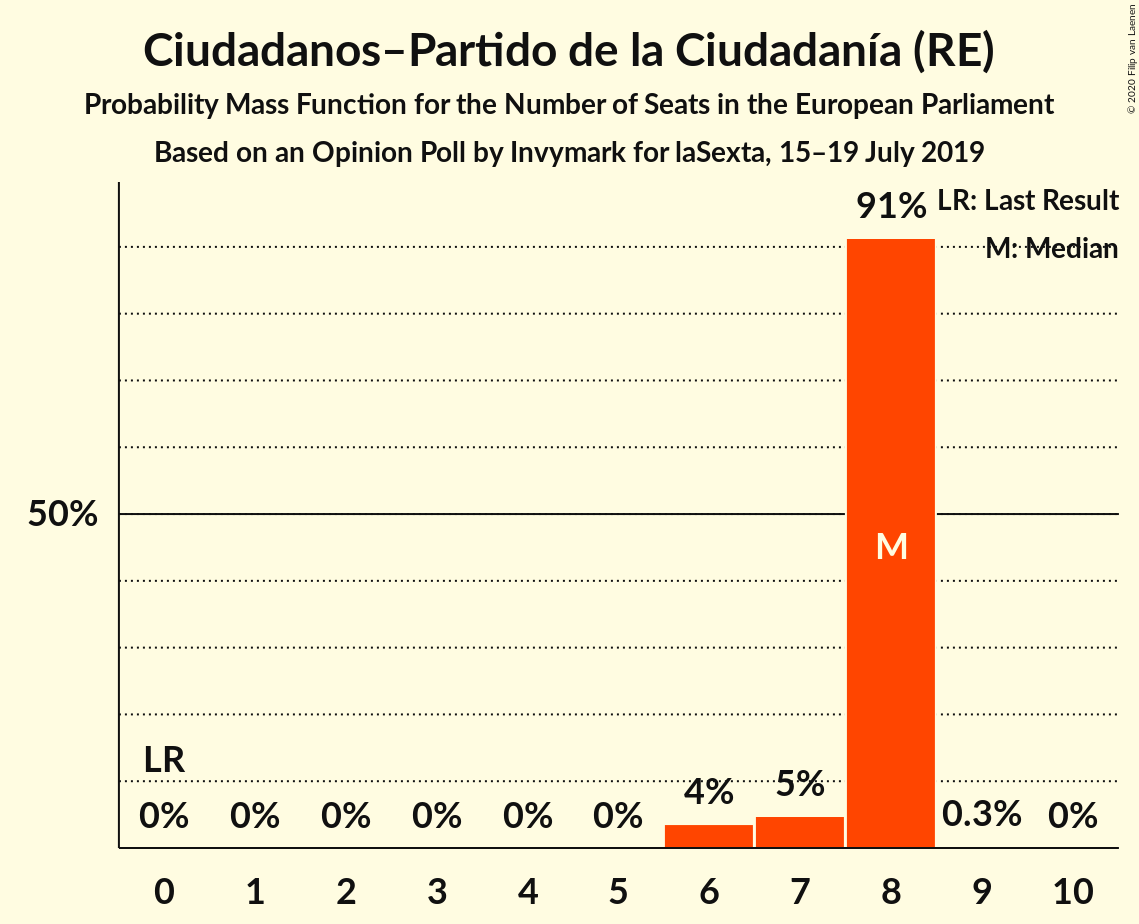 Ciudadanos–Partido de la Ciudadanía (RE)
Probability Mass Function for the Number of Seats in the European Parliament
Based on an Opinion Poll by Invymark for laSexta, 15–19 July 2019
© 2020 Filip van Laenen
91%
LR: Last Result
M: Median
50%
M
LR
0% 0% 0% 0% 0% 0% 4% 5% 0.3% 0%
0 1 2 3 4 5 6 7 8 9 10